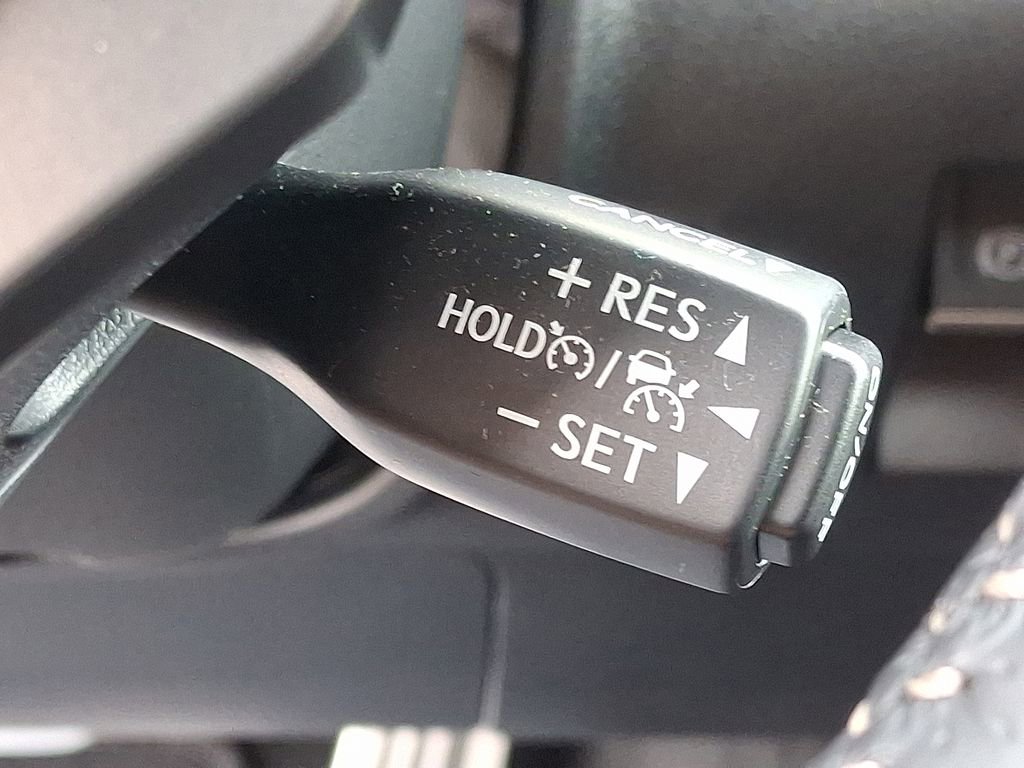 CANCEL
+ RES
HOLD /
− SET
ON/OFF